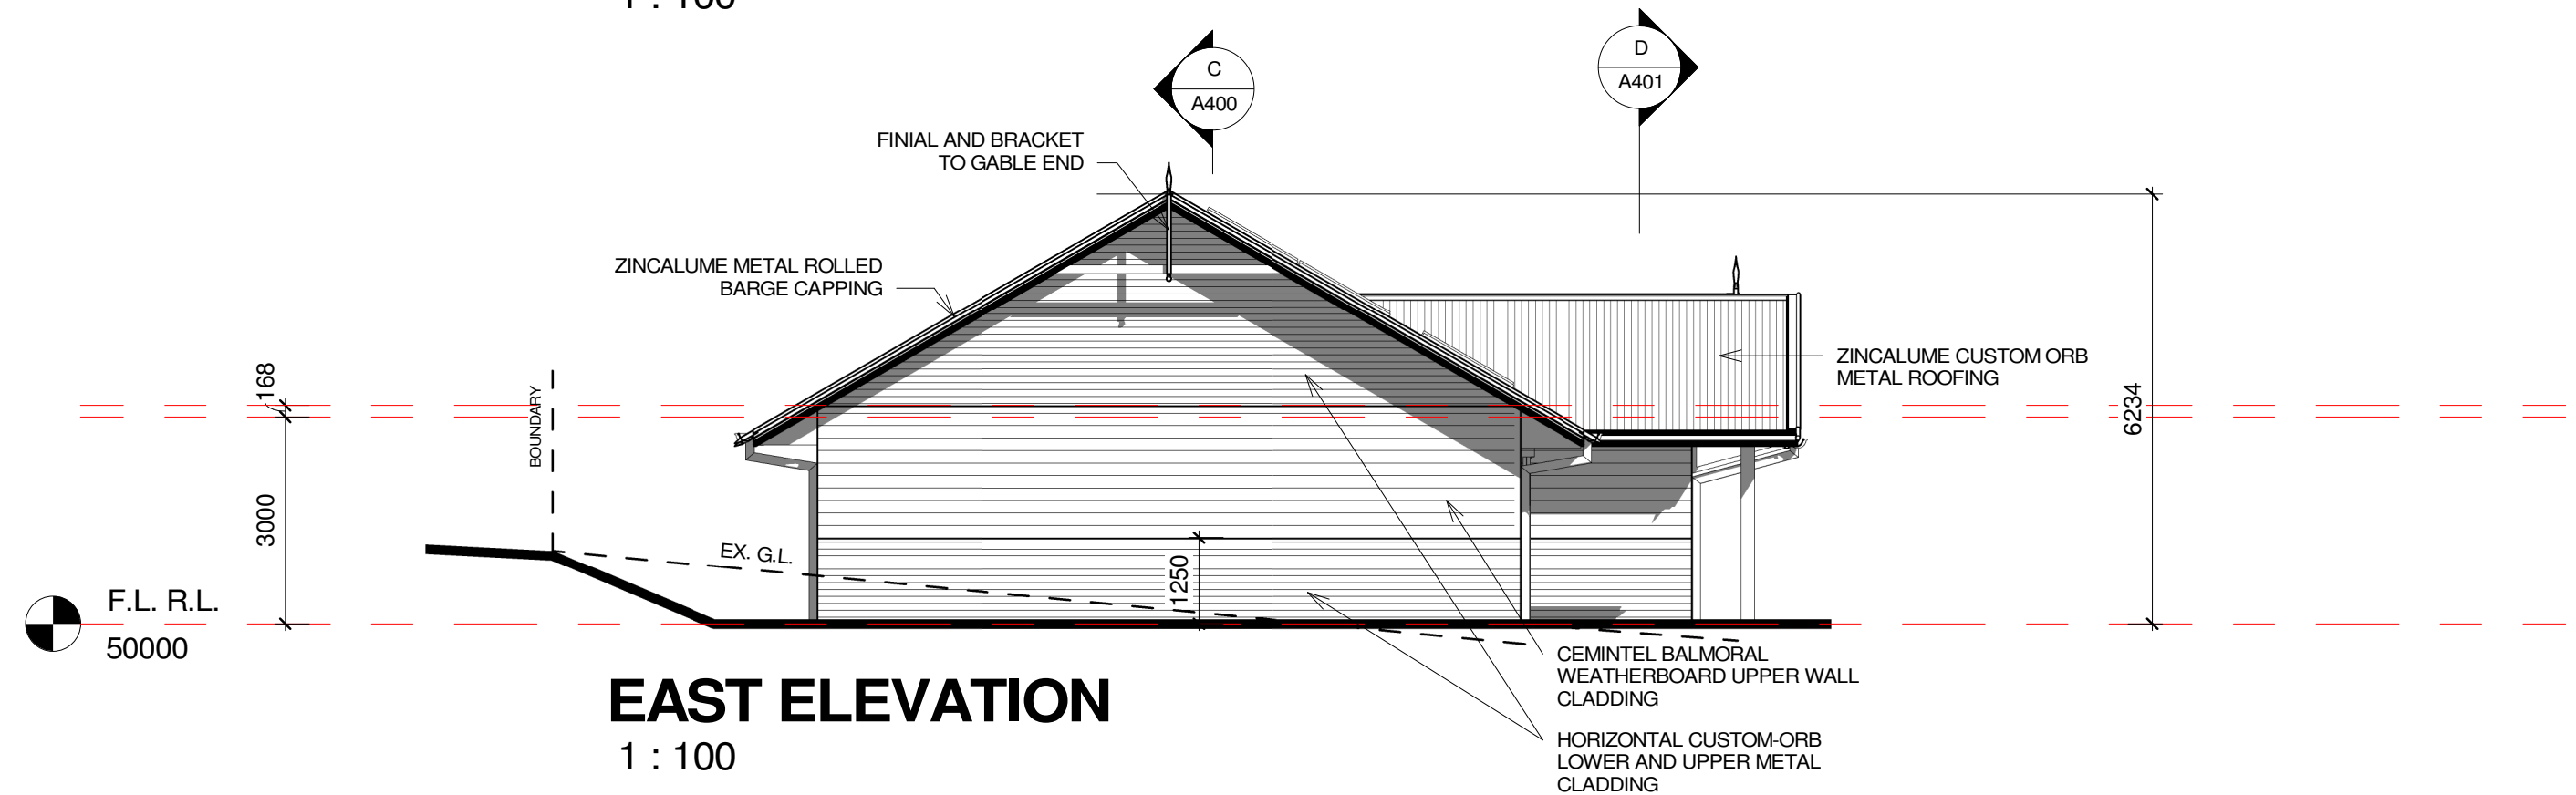 1 : 100
C
A400
D
A401
FINIAL AND BRACKET
TO GABLE END
ZINCALUME METAL ROLLED
BARGE CAPPING
ZINCALUME CUSTOM ORB
METAL ROOFING
168
BOUNDARY
3000
6234
EX. G.L.
1250
F.L. R.L.
50000
CEMINTEL BALMORAL
WEATHERBOARD UPPER WALL
CLADDING
EAST ELEVATION
1 : 100
HORIZONTAL CUSTOM-ORB
LOWER AND UPPER METAL
CLADDING